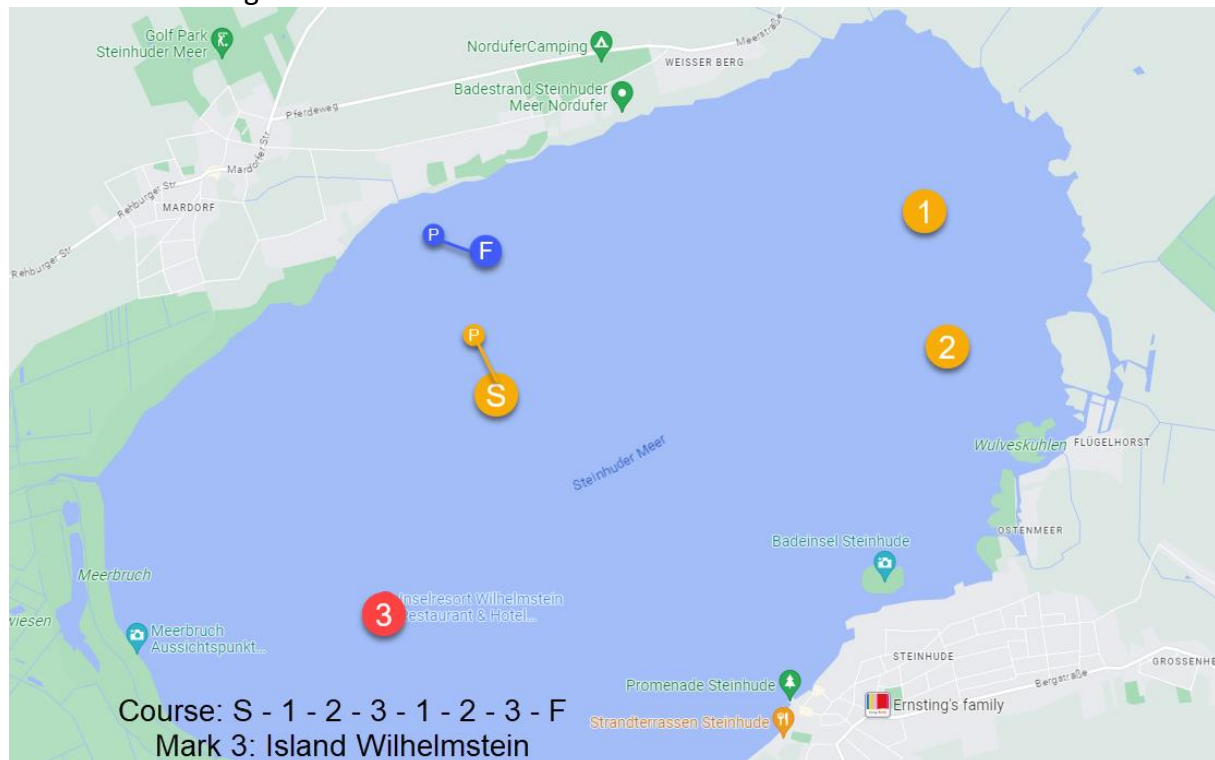 Golf Park
Steinhuder Meer
NorduferCamping
Meerstraße
WEISSER BERG
Badestrand Steinhuder
Meer Nordufer
Pferdeweg
Mardorfer Str.
Rehburger Str.
MARDORF
Rehburger Str.
1
P
F
2
P
S
Wulveskuhlen
FLÜGELHORST
Steinhuder Meer
OSTENMEER
Badeinsel Steinhude
Meerbruch
Inselresort Wilhelmstein
Restaurant & Hotel...
3
wiesen
Meerbruch
Aussichtspunkt...
STEINHUDE
GROSSENHE
Bergstraße
Promenade Steinhude
Ernsting's family
Strandterrassen Steinhude
Course: S - 1 - 2 - 3 - 1 - 2 - 3 - F
Mark 3: Island Wilhelmstein